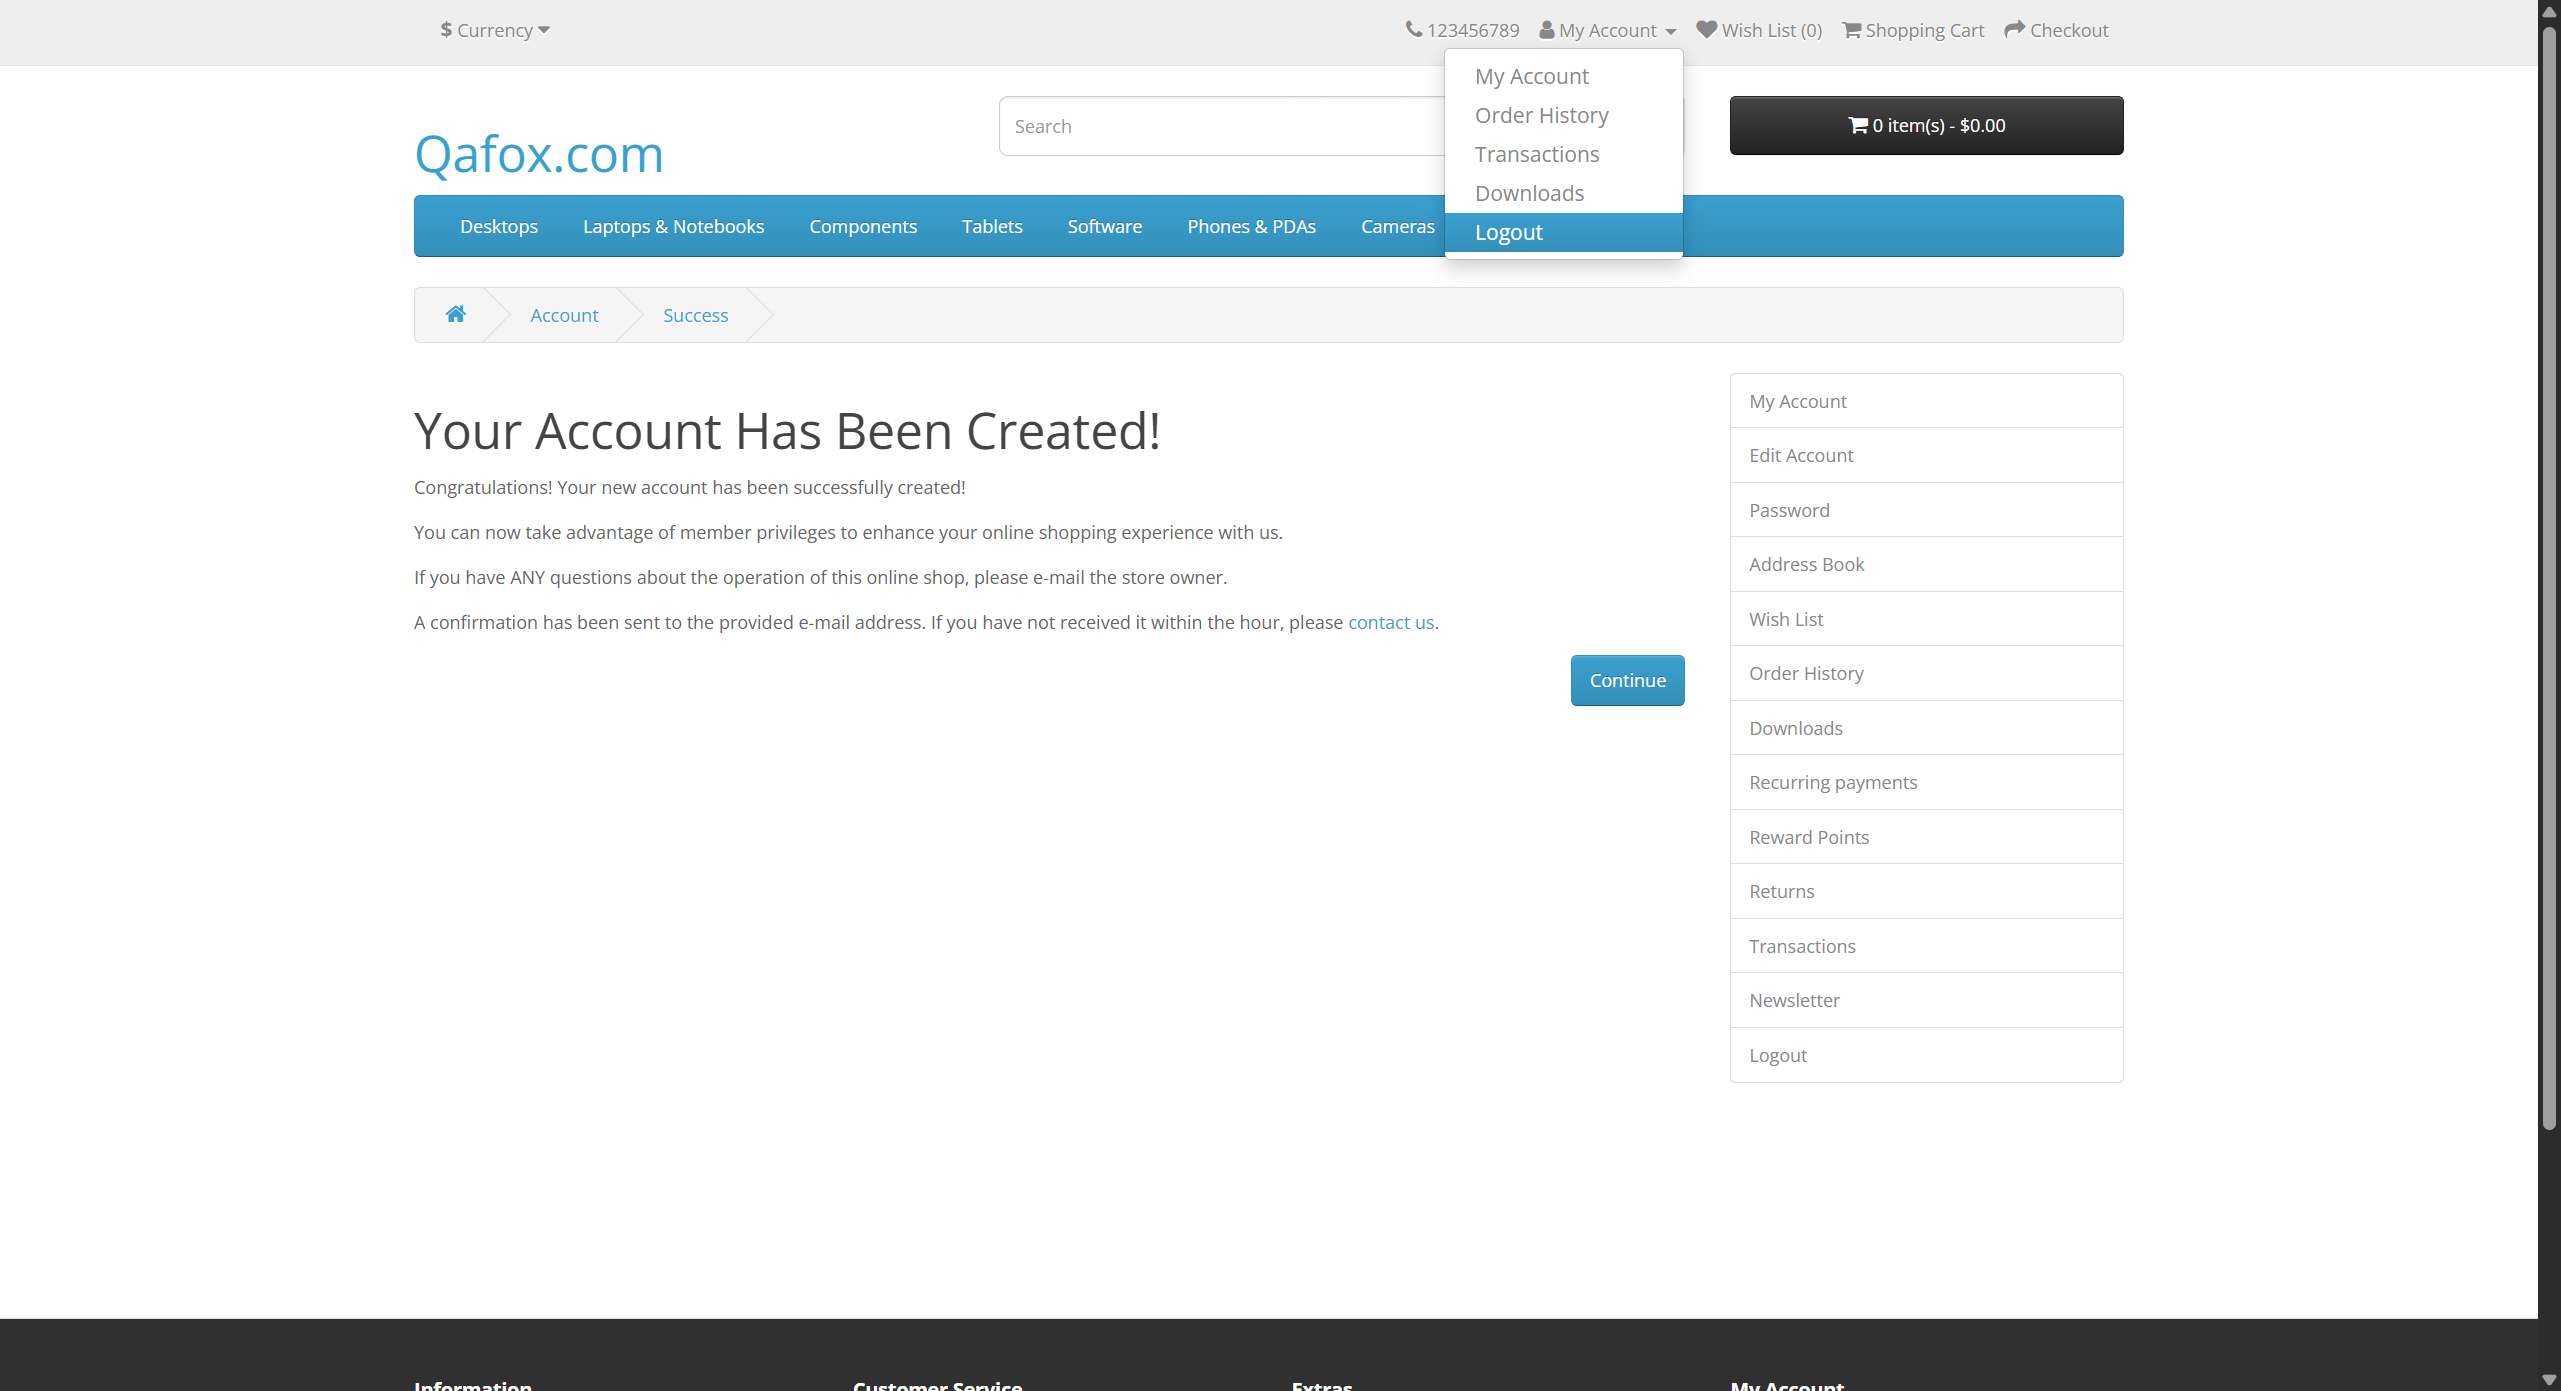 $ Currency
123456789 My Account Wish List (0) Shopping Cart Checkout
My Account
Order History
Transactions
Downloads
Logout
Qafox.com
Search
0 item(s) - $0.00
Desktops Laptops & Notebooks Components Tablets Software Phones & PDAs Cameras
Account Success
Your Account Has Been Created!
Congratulations! Your new account has been successfully created!
You can now take advantage of member privileges to enhance your online shopping experience with us.
If you have ANY questions about the operation of this online shop, please e-mail the store owner.
A confirmation has been sent to the provided e-mail address. If you have not received it within the hour, please contact us.
Continue
My Account
Edit Account
Password
Address Book
Wish List
Order History
Downloads
Recurring payments
Reward Points
Returns
Transactions
Newsletter
Logout
Information Customer Service Extras My Account